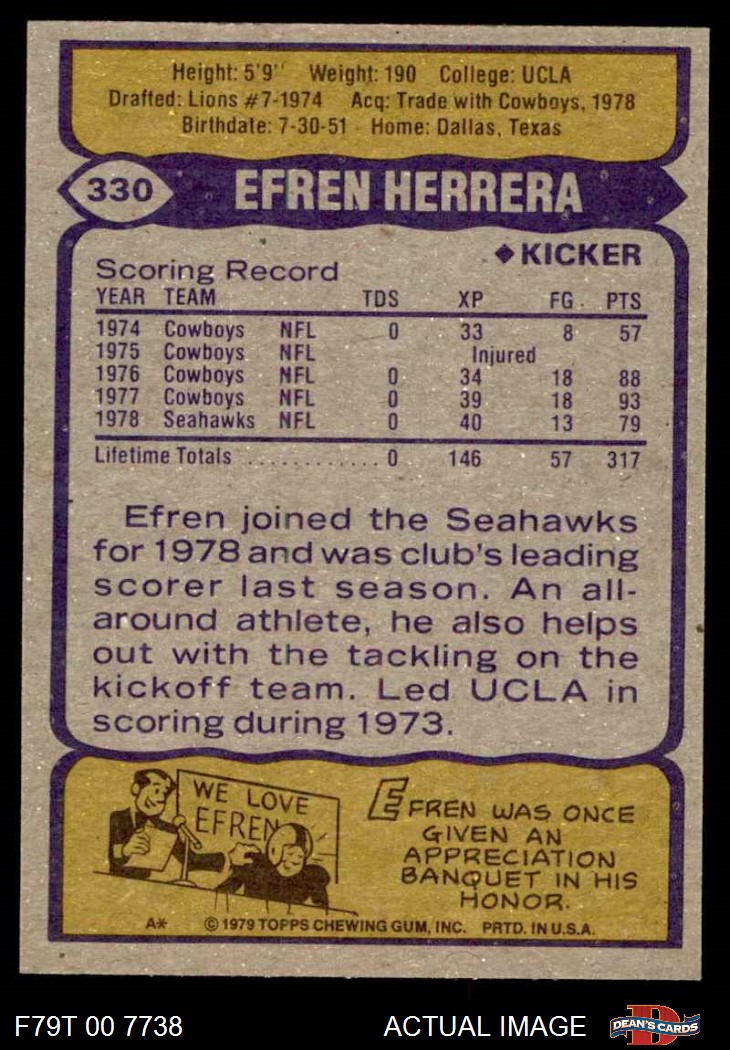 Height: 5'9" Weight: 190 College: UCLA
Drafted: Lions #7-1974 Acq: Trade with Cowboys, 1978
Birthdate: 7-30-51 Home: Dallas, Texas
330 EFREN HERRERA
◆KICKER
Scoring Record
YEAR TEAM TDS XP FG. PTS
1974 Cowboys NFL 0 33 8 57
1975 Cowboys NFL Injured
1976 Cowboys NFL 0 34 18 88
1977 Cowboys NFL 0 39 18 93
1978 Seahawks NFL 0 40 13 79
Lifetime Totals ............ 0 146 57 317
Efren joined the Seahawks
for 1978 and was club's leading
scorer last season. An all-
around athlete, he also helps
out with the tackling on the
kickoff team. Led UCLA in
scoring during 1973.
WE LOVE
EFREN
EFREN WAS ONCE
GIVEN AN
APPRECIATION
BANQUET IN HIS
HONOR.
A* © 1979 TOPPS CHEWING GUM, INC. PRTD. IN U.S.A.
F79T 00 7738 ACTUAL IMAGE DEAN'S CARDS